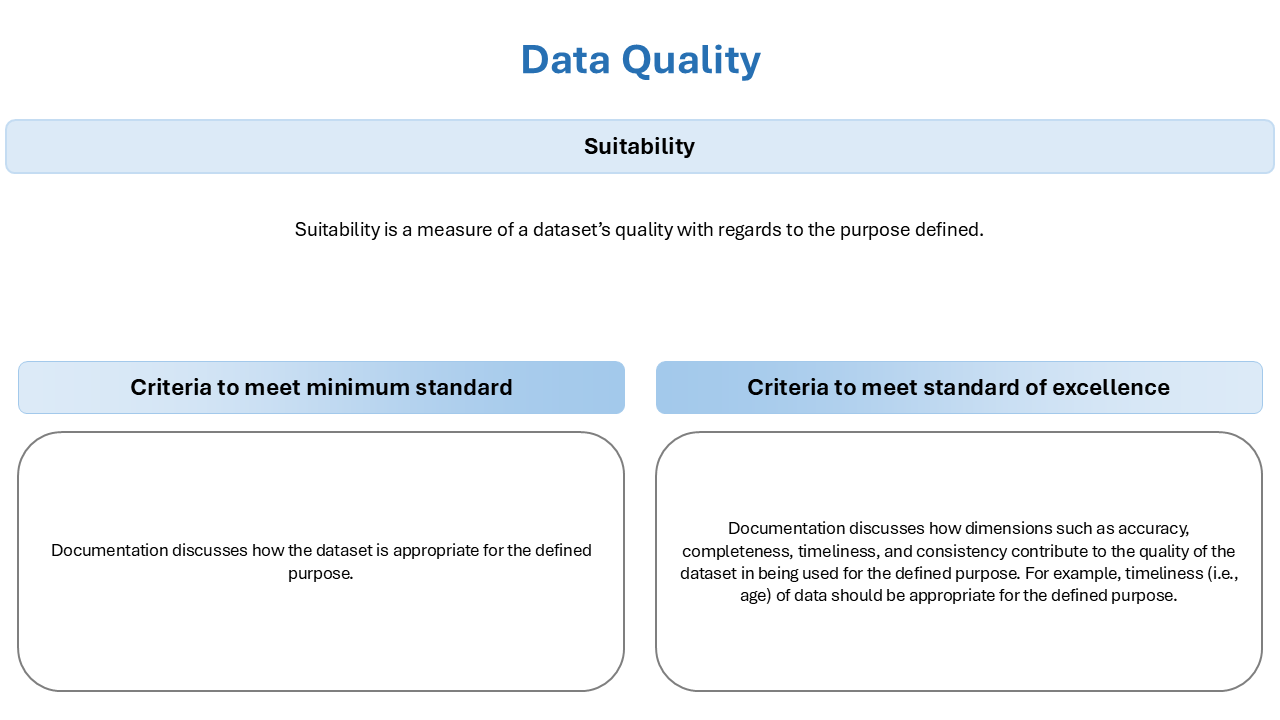 Data Quality
Suitability
Suitability is a measure of a dataset’s quality with regards to the purpose defined.
Criteria to meet minimum standard
Documentation discusses how the dataset is appropriate for the defined
purpose.
Criteria to meet standard of excellence
Documentation discusses how dimensions such as accuracy,
completeness, timeliness, and consistency contribute to the quality of the
dataset in being used for the defined purpose. For example, timeliness (i.e.,
age) of data should be appropriate for the defined purpose.